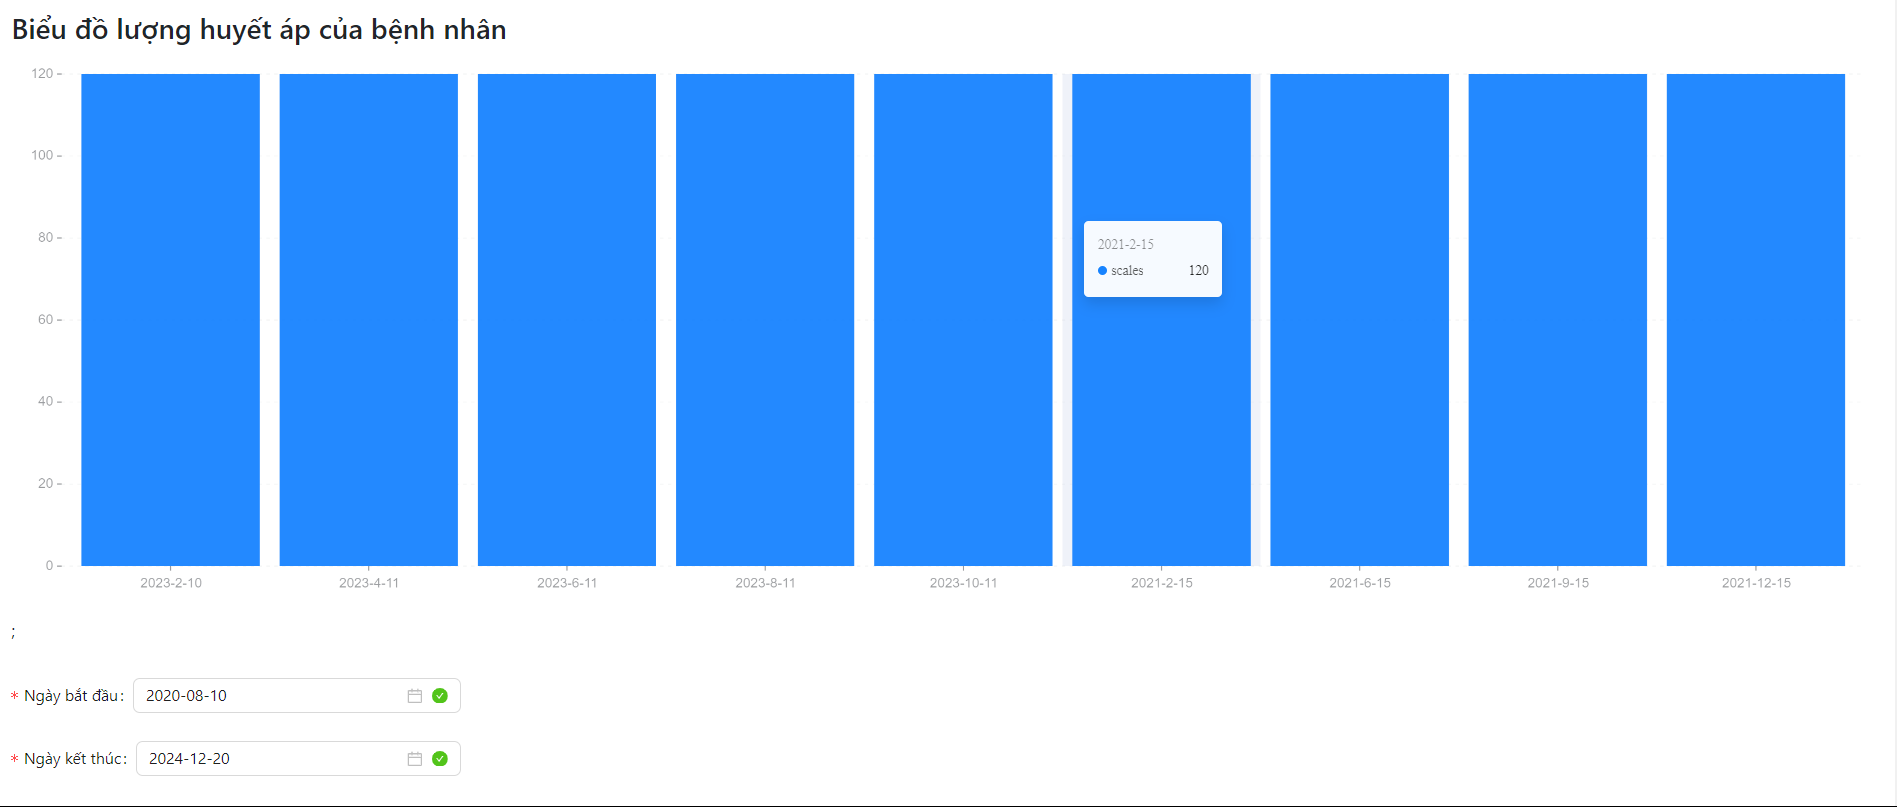 Biểu đồ lượng huyết áp của bệnh nhân
120
100
80
60
40
20
0
2021-2-15
scales 120
2023-2-10 2023-4-11 2023-6-11 2023-8-11 2023-10-11 2021-2-15 2021-6-15 2021-9-15 2021-12-15
;
* Ngày bắt đầu: 2020-08-10
* Ngày kết thúc: 2024-12-20